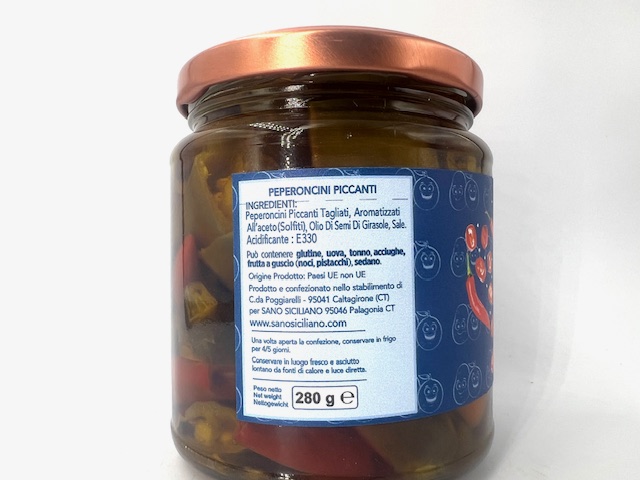 PEPERONCINI PICCANTI
INGREDIENTI:
Peperoncini Piccanti Tagliati, Aromatizzati
All'aceto (Solfiti), Olio Di Semi Di Girasole, Sale.
Acidificante : E330
Può contenere glutine, uova, tonno, acciughe,
frutta a guscio (noci, pistacchi), sedano.
Origine Prodotto: Paesi UE non UE
Prodotto e confezionato nello stabilimento di
C.da Poggiarelli - 95041 Caltagirone (CT)
per SANO SICILIANO 95046 Palagonia CT
www.sanosiciliano.com
Una volta aperta la confezione, conservare in frigo
per 4/5 giorni.
Conservare in luogo fresco e asciutto
lontano da fonti di calore e luce diretta.
Peso netto
Net weight
Nettogewicht
280 g e